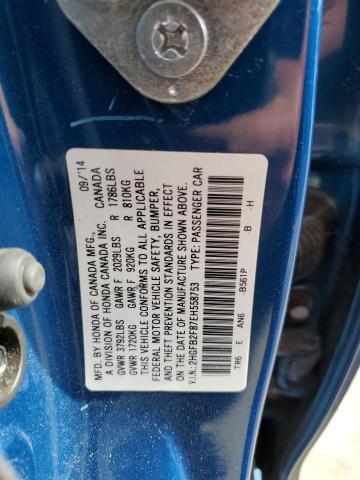 MFD. BY HONDA OF CANADA MFG., CANADA 09/14
A DIVISION OF HONDA CANADA INC.
GVWR 3792LBS GAWR F 2029LBS R 1786LBS
GVWR 1720KG GAWR F 920KG R 810KG
THIS VEHICLE CONFORMS TO ALL APPLICABLE
FEDERAL MOTOR VEHICLE SAFETY, BUMPER,
AND THEFT PREVENTION STANDARDS IN EFFECT
ON THE DATE OF MANUFACTURE SHOWN ABOVE.
V.I.N.: 2HGFB2F87EH558753 TYPE: PASSENGER CAR
TR6 E AN6 -B561P -B -H